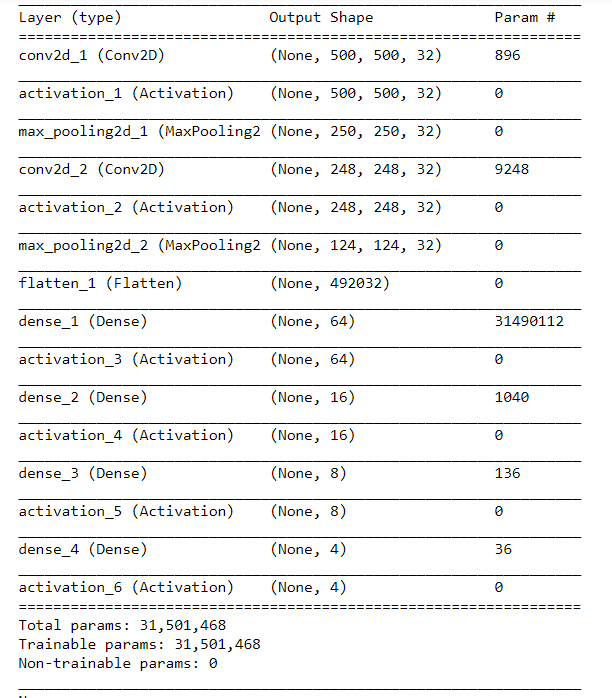 Layer (type) Output Shape Param #
=================================================================
conv2d_1 (Conv2D) (None, 500, 500, 32) 896
_________________________________________________________________
activation_1 (Activation) (None, 500, 500, 32) 0
_________________________________________________________________
max_pooling2d_1 (MaxPooling2 (None, 250, 250, 32) 0
_________________________________________________________________
conv2d_2 (Conv2D) (None, 248, 248, 32) 9248
_________________________________________________________________
activation_2 (Activation) (None, 248, 248, 32) 0
_________________________________________________________________
max_pooling2d_2 (MaxPooling2 (None, 124, 124, 32) 0
_________________________________________________________________
flatten_1 (Flatten) (None, 492032) 0
_________________________________________________________________
dense_1 (Dense) (None, 64) 31490112
_________________________________________________________________
activation_3 (Activation) (None, 64) 0
_________________________________________________________________
dense_2 (Dense) (None, 16) 1040
_________________________________________________________________
activation_4 (Activation) (None, 16) 0
_________________________________________________________________
dense_3 (Dense) (None, 8) 136
_________________________________________________________________
activation_5 (Activation) (None, 8) 0
_________________________________________________________________
dense_4 (Dense) (None, 4) 36
_________________________________________________________________
activation_6 (Activation) (None, 4) 0
=================================================================
Total params: 31,501,468
Trainable params: 31,501,468
Non-trainable params: 0
_________________________________________________________________